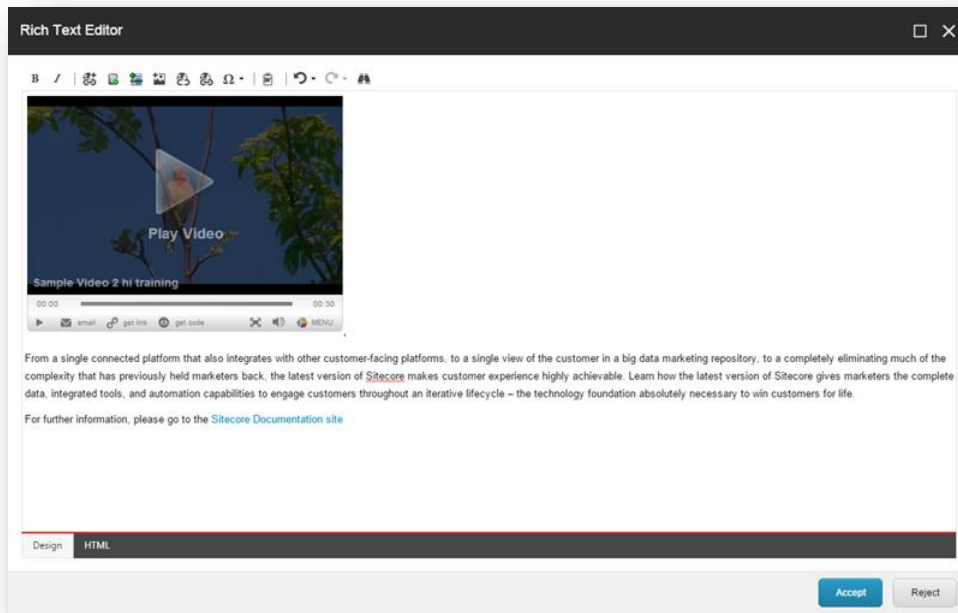 Rich Text Editor
B I Ω
Play Video
Sample Video 2 hi training
00:00 00:30
email get link get code MENU
From a single connected platform that also integrates with other customer-facing platforms, to a single view of the customer in a big data marketing repository, to a completely eliminating much of the
complexity that has previously held marketers back, the latest version of Sitecore makes customer experience highly achievable. Learn how the latest version of Sitecore gives marketers the complete
data, integrated tools, and automation capabilities to engage customers throughout an iterative lifecycle – the technology foundation absolutely necessary to win customers for life.
For further information, please go to the Sitecore Documentation site
Design HTML
Accept Reject